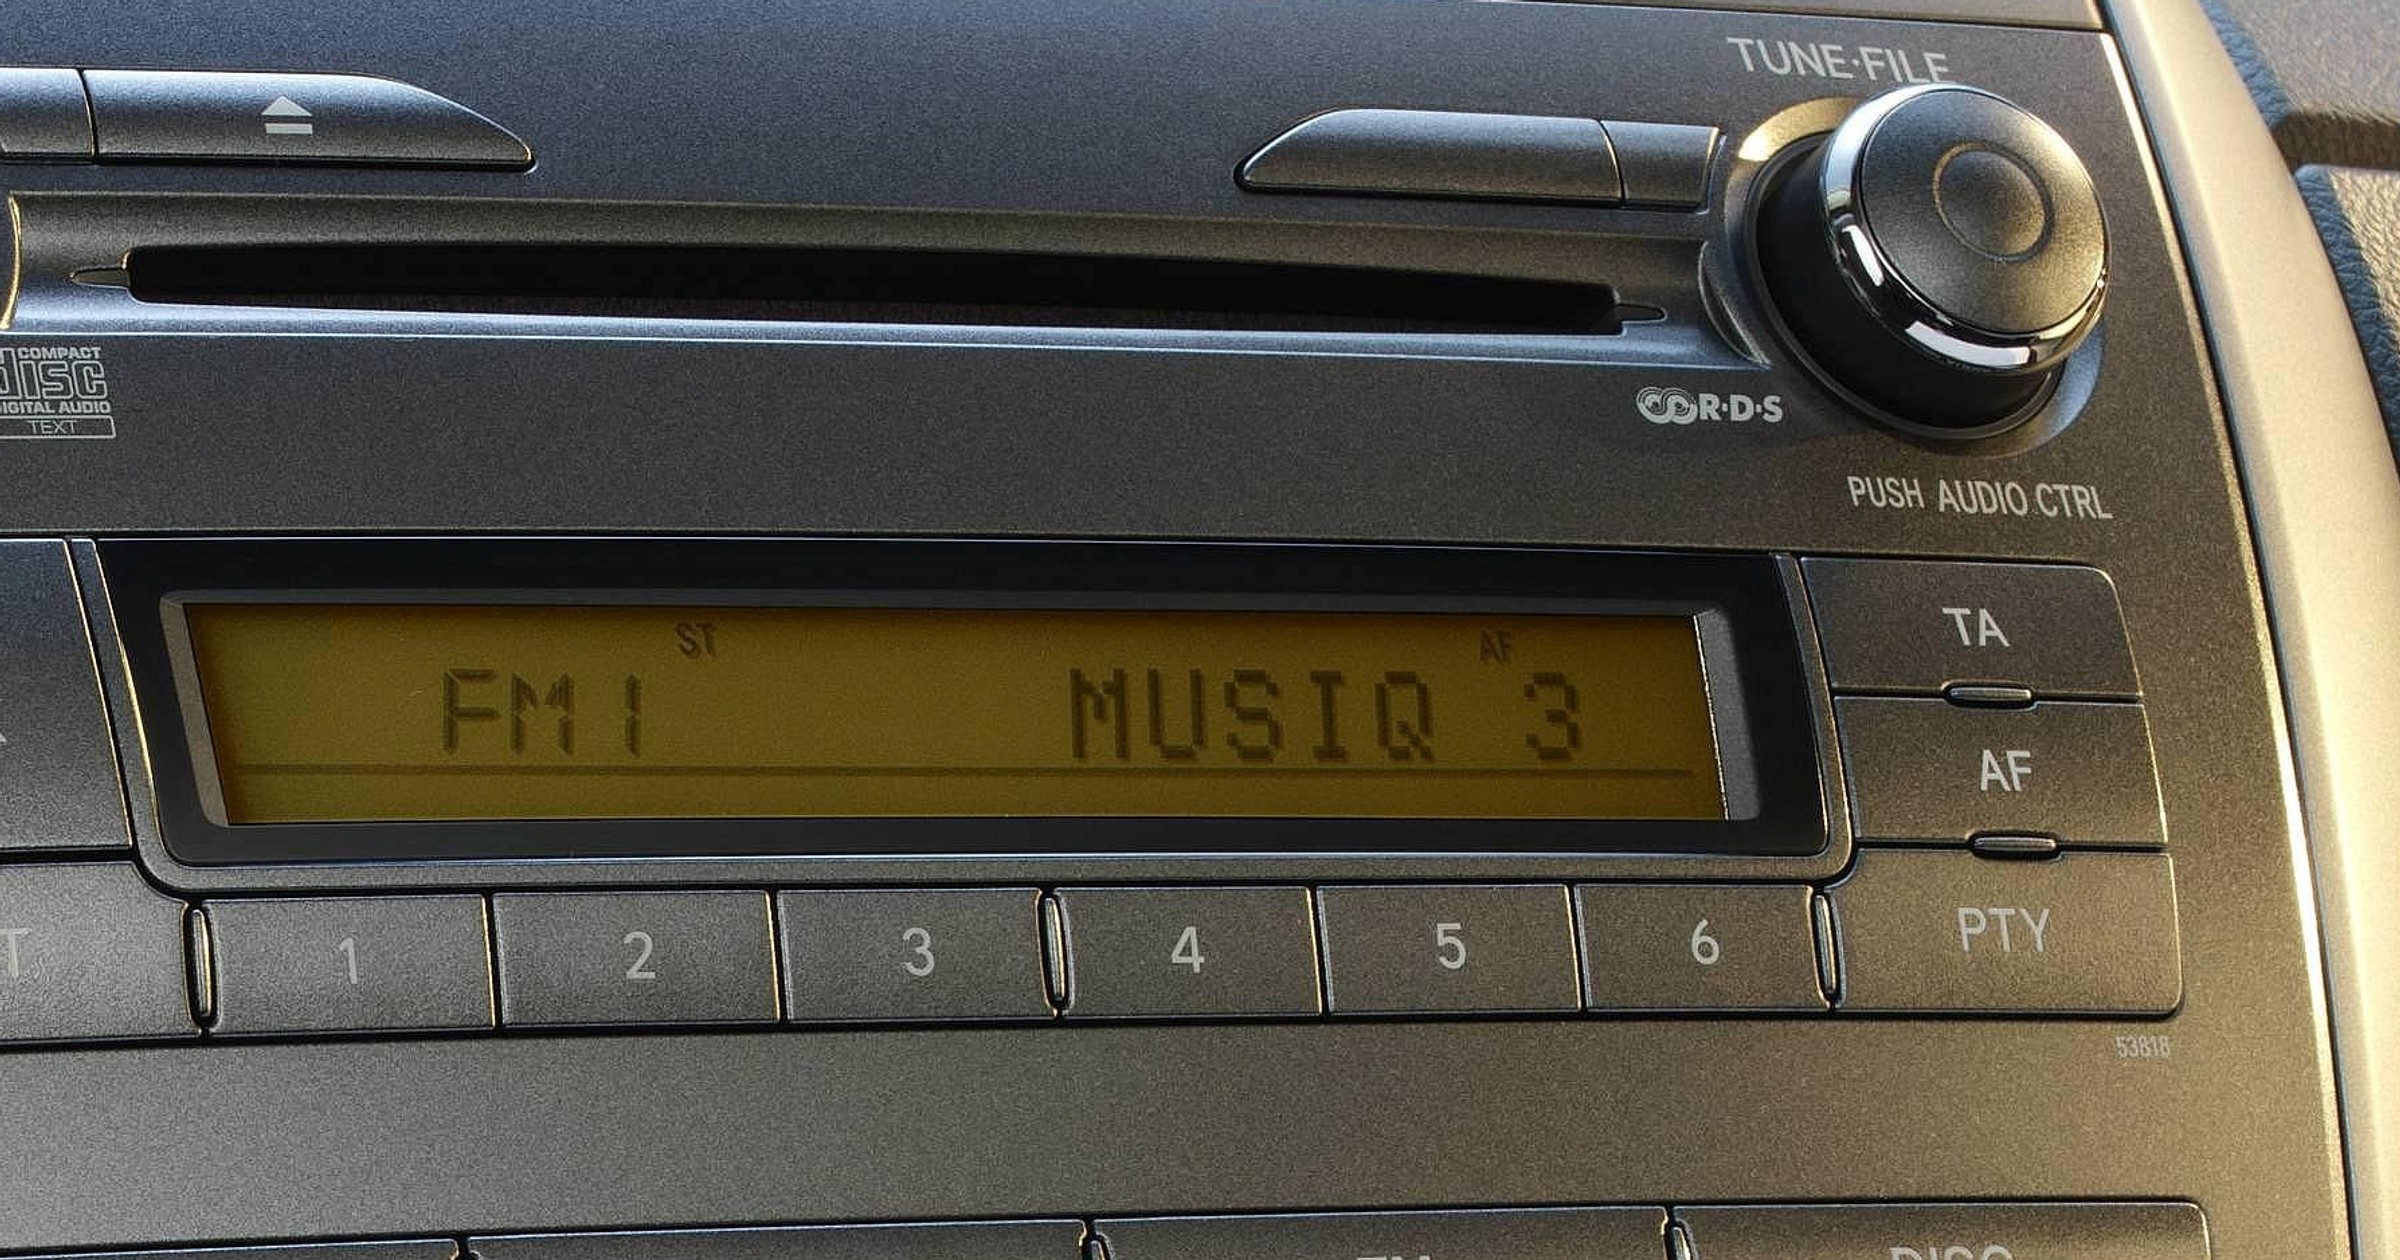 TUNE·FILE
COMPACT
disc
DIGITAL AUDIO
TEXT
R·D·S
PUSH AUDIO CTRL
ST AF
FM1 MUSIQ 3
TA
AF
PTY
T 1 2 3 4 5 6
53818
DISC